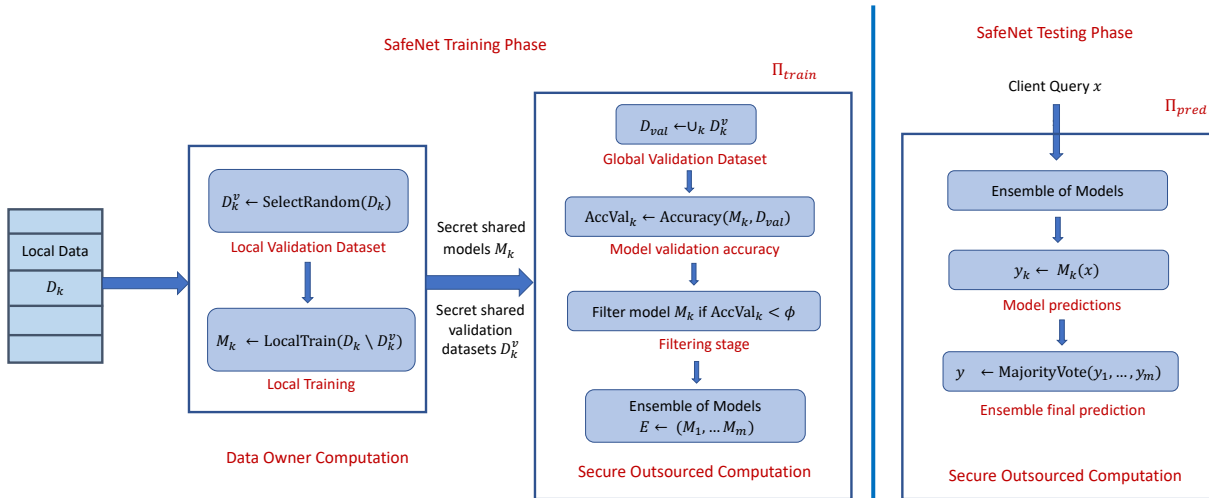 SafeNet Training Phase
Local Data
D_k
D_k^v ← SelectRandom(D_k)
Local Validation Dataset
M_k ← LocalTrain(D_k \ D_k^v)
Local Training
Data Owner Computation
Secret shared
models M_k
Secret shared
validation
datasets D_k^v
Π_train
D_val ←∪_k D_k^v
Global Validation Dataset
AccVal_k ← Accuracy(M_k, D_val)
Model validation accuracy
Filter model M_k if AccVal_k < ϕ
Filtering stage
Ensemble of Models
E ← (M_1, … M_m)
Secure Outsourced Computation
SafeNet Testing Phase
Client Query x
Π_pred
Ensemble of Models
y_k ← M_k(x)
Model predictions
y ← MajorityVote(y_1, … , y_m)
Ensemble final prediction
Secure Outsourced Computation